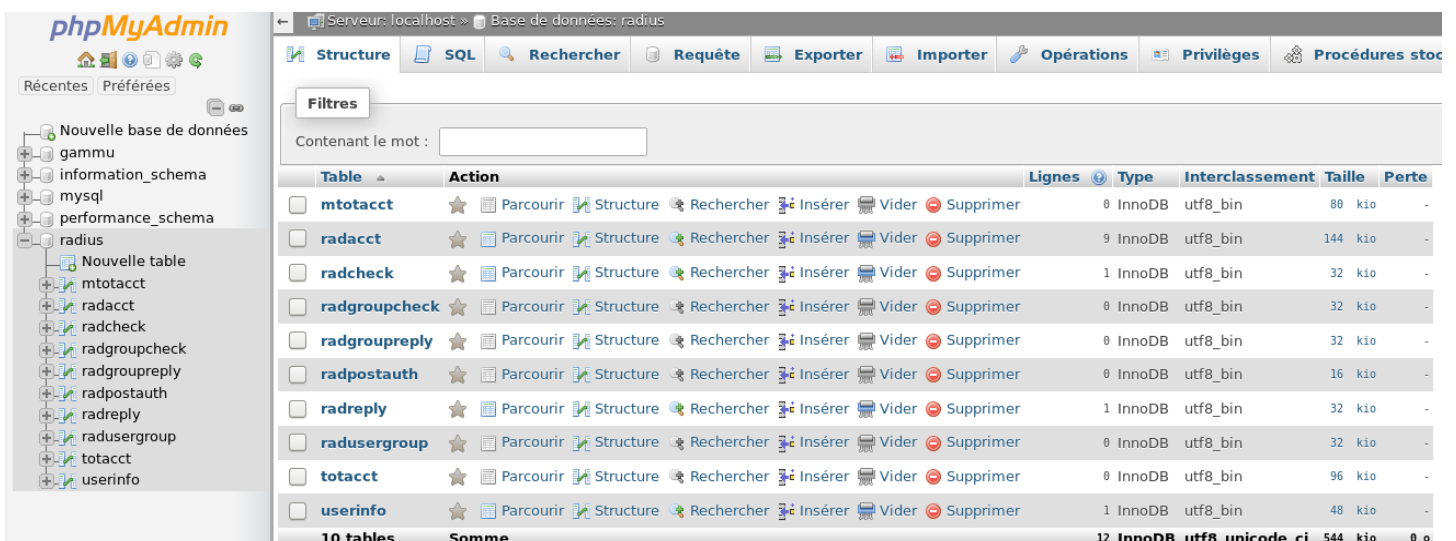 phpMyAdmin
Récentes Préférées
Nouvelle base de données
gammu
information_schema
mysql
performance_schema
radius
Nouvelle table
mtotacct
radacct
radcheck
radgroupcheck
radgroupreply
radpostauth
radreply
radusergroup
totacct
userinfo
Serveur: localhost » Base de données: radius
Structure SQL Rechercher Requête Exporter Importer Opérations Privilèges Procédures stoc
Filtres
Contenant le mot :
Table Action Lignes Type Interclassement Taille Perte
mtotacct Parcourir Structure Rechercher Insérer Vider Supprimer 0 InnoDB utf8_bin 80 kio -
radacct Parcourir Structure Rechercher Insérer Vider Supprimer 9 InnoDB utf8_bin 144 kio -
radcheck Parcourir Structure Rechercher Insérer Vider Supprimer 1 InnoDB utf8_bin 32 kio -
radgroupcheck Parcourir Structure Rechercher Insérer Vider Supprimer 0 InnoDB utf8_bin 32 kio -
radgroupreply Parcourir Structure Rechercher Insérer Vider Supprimer 0 InnoDB utf8_bin 32 kio -
radpostauth Parcourir Structure Rechercher Insérer Vider Supprimer 0 InnoDB utf8_bin 16 kio -
radreply Parcourir Structure Rechercher Insérer Vider Supprimer 1 InnoDB utf8_bin 32 kio -
radusergroup Parcourir Structure Rechercher Insérer Vider Supprimer 0 InnoDB utf8_bin 32 kio -
totacct Parcourir Structure Rechercher Insérer Vider Supprimer 0 InnoDB utf8_bin 96 kio -
userinfo Parcourir Structure Rechercher Insérer Vider Supprimer 1 InnoDB utf8_bin 48 kio -
10 tables Somme 12 InnoDB utf8_unicode_ci 544 kio 0 o